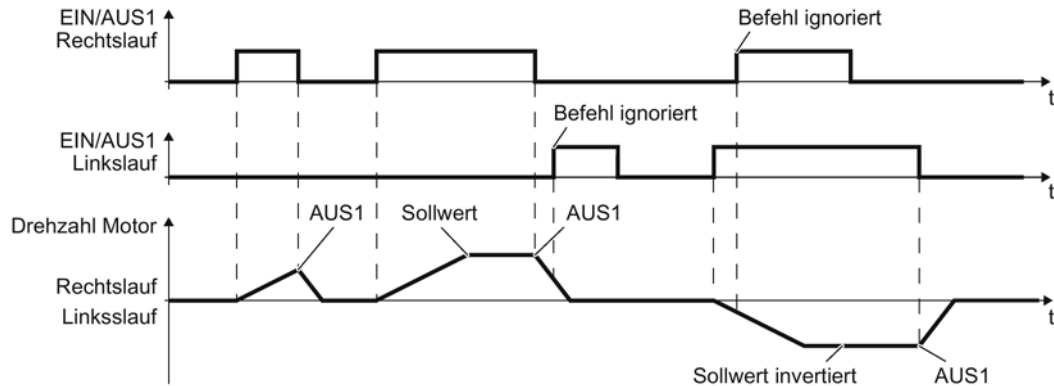 EIN/AUS1
Rechtslauf
Befehl ignoriert
t
EIN/AUS1
Linkslauf
Befehl ignoriert
t
Drehzahl Motor
AUS1
Sollwert
AUS1
Rechtslauf
Linksslauf
t
Sollwert invertiert
AUS1